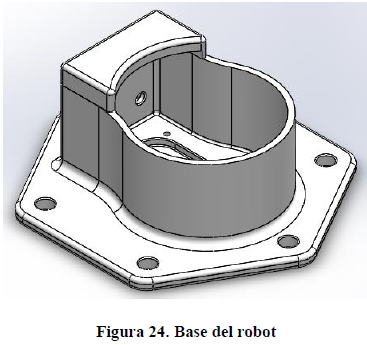 Figura 24. Base del robot